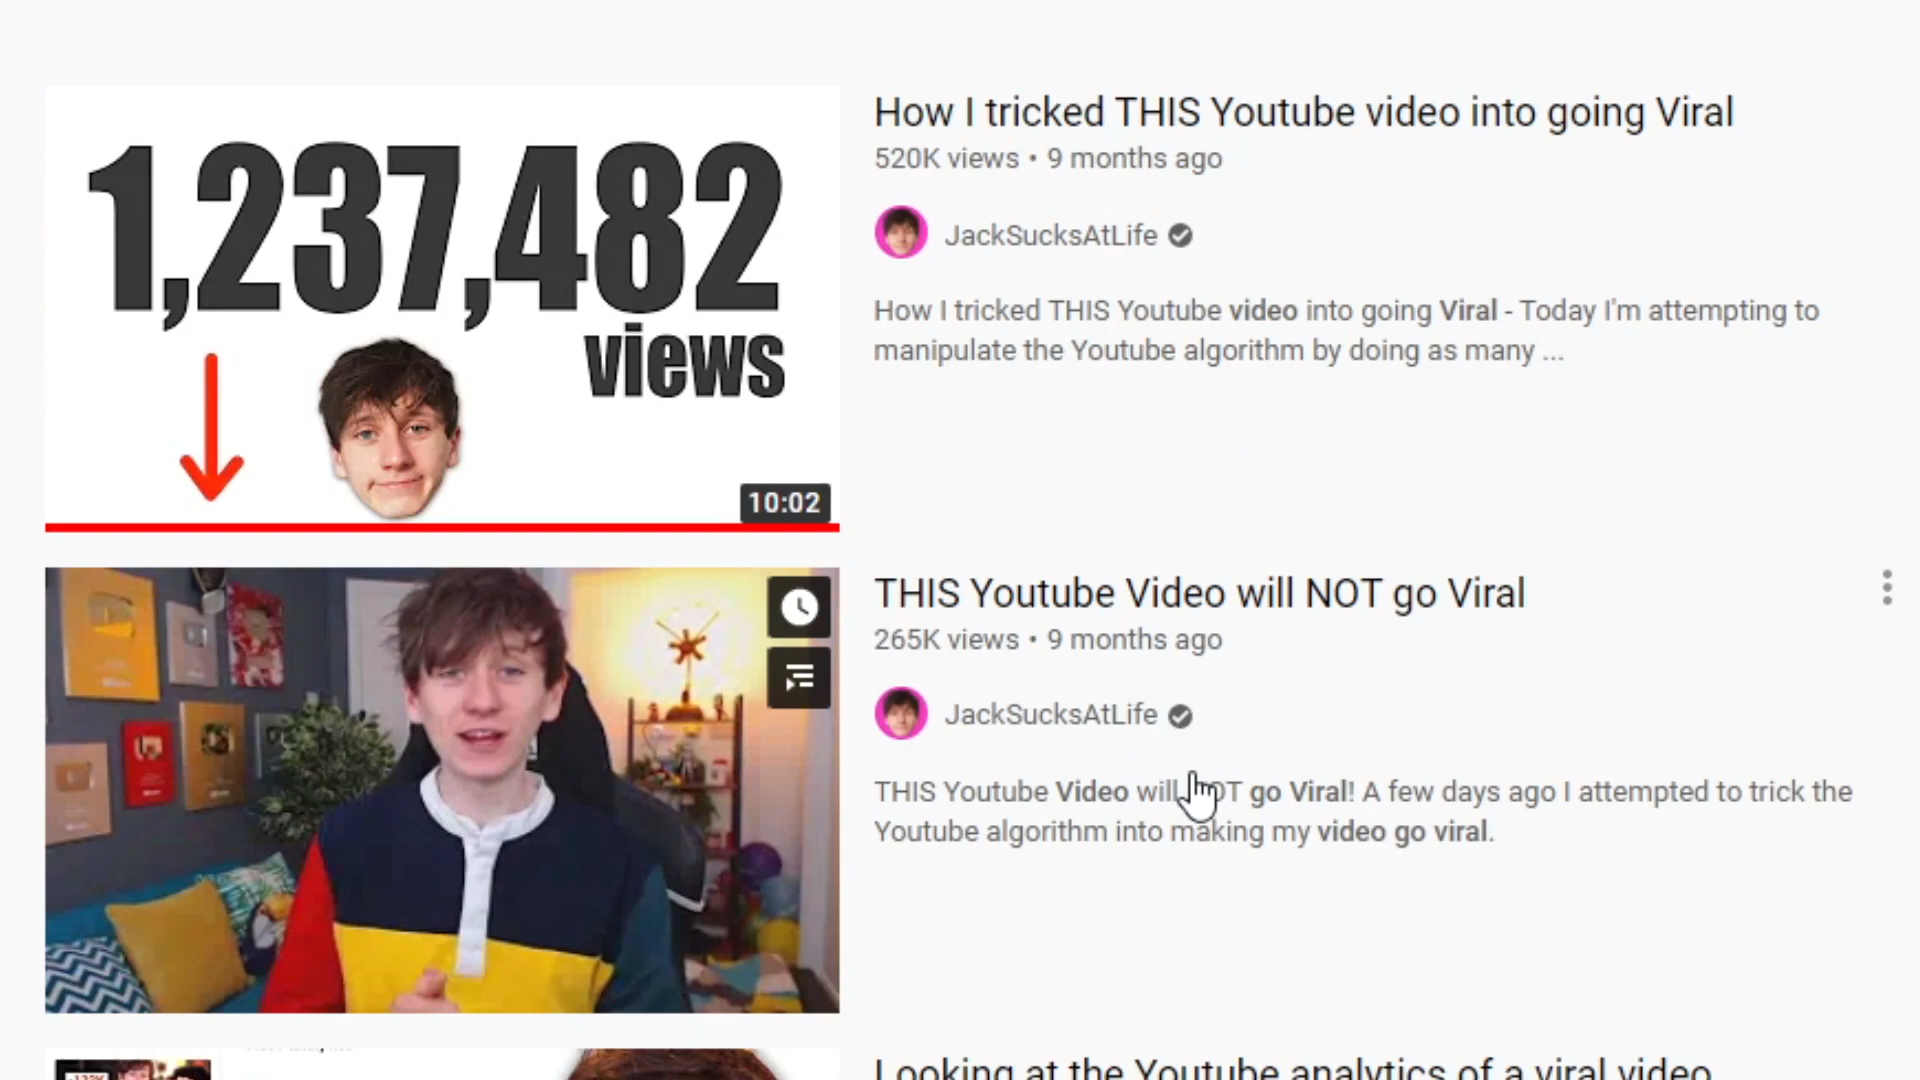 1,237,482
views
10:02
How I tricked THIS Youtube video into going Viral
520K views • 9 months ago
JackSucksAtLife
How I tricked THIS Youtube video into going Viral - Today I'm attempting to
manipulate the Youtube algorithm by doing as many ...
THIS Youtube Video will NOT go Viral
265K views • 9 months ago
JackSucksAtLife
THIS Youtube Video will NOT go Viral! A few days ago I attempted to trick the
Youtube algorithm into making my video go viral.
Looking at the Youtube analytics of a viral video